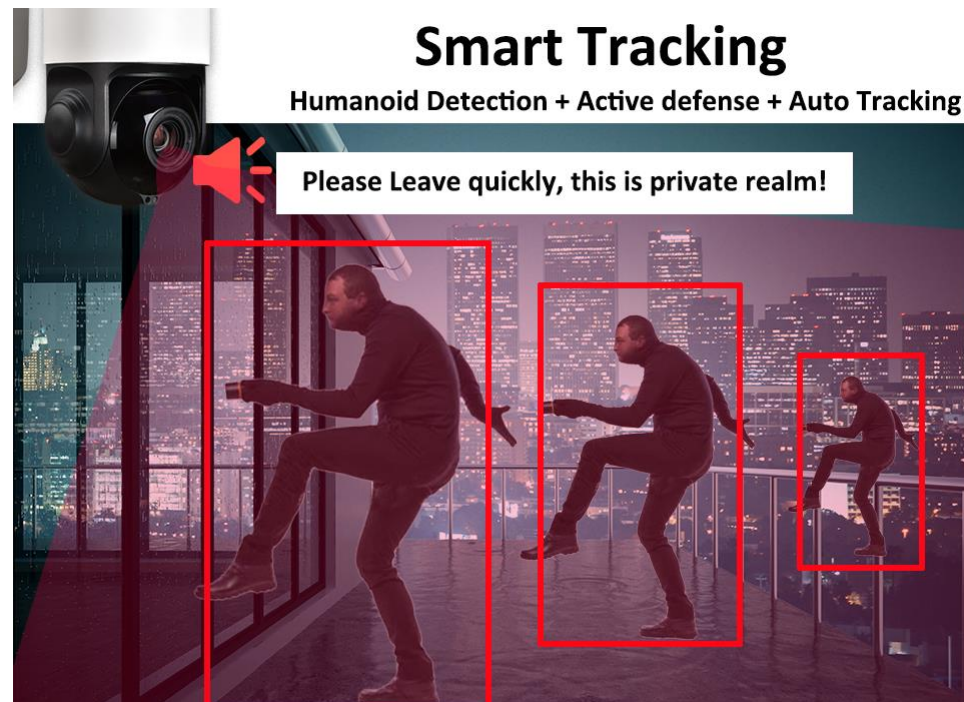 Smart Tracking
Humanoid Detection + Active defense + Auto Tracking
Please Leave quickly, this is private realm!